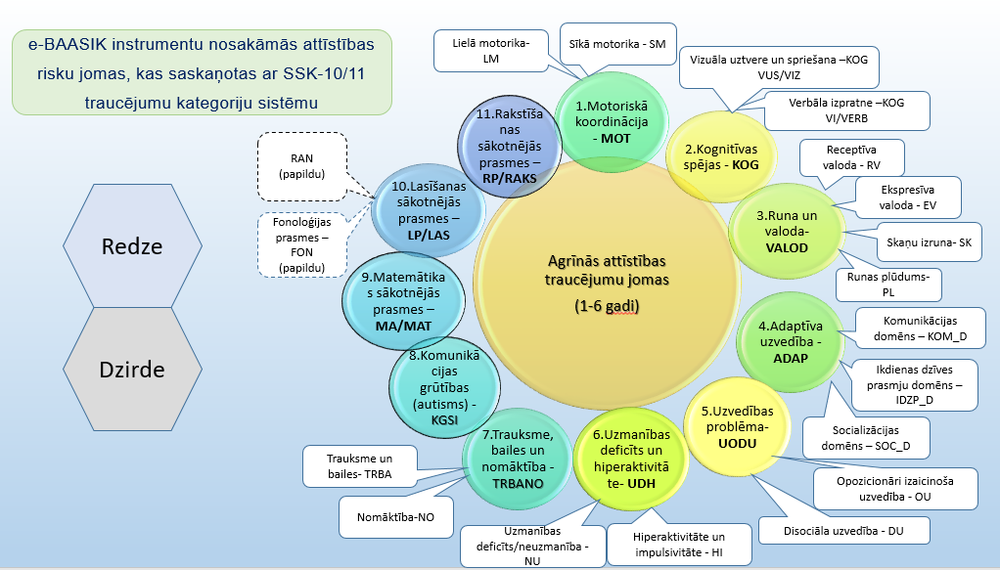 e-BAASIK instrumentu nosakāmās attīstības
risku jomas, kas saskaņotas ar SSK-10/11
traucējumu kategoriju sistēmu
Lielā motorika-
LM
Sīkā motorika - SM
Vizuāla uztvere un spriešana –KOG
VUS/VIZ
Verbāla izpratne –KOG
VI/VERB
Receptīva
valoda - RV
Ekspresīva
valoda - EV
Skaņu izruna- SK
Runas plūdums-
PL
Komunikācijas
domēns – KOM_D
Ikdienas dzīves
prasmju domēns –
IDZP_D
Socializācijas
domēns – SOC_D
Opozicionāri izaicinoša
uzvedība - OU
Disociāla uzvedība - DU
Hiperaktivitāte un
impulsivitāte - HI
Uzmanības
deficīts/neuzmanība -
NU
Nomāktība-NO
Trauksme un
bailes- TRBA
RAN
(papildu)
Fonoloģijas
prasmes –
FON
(papildu)
1.Motoriskā
koordinācija
- MOT
2.Kognitīvas
spējas - KOG
3.Runa un
valoda-
VALOD
4.Adaptīva
uzvedība -
ADAP
5.Uzvedības
problēma-
UODU
6.Uzmanības
deficīts un
hiperaktivitā
te- UDH
7.Trauksme,
bailes un
nomāktība -
TRBANO
8.Komunikā
cijas
grūtības
(autisms) -
KGSI
9.Matemātika
s sākotnējās
prasmes –
MA/MAT
10.Lasīšanas
sākotnējās
prasmes –
LP/LAS
11.Rakstīša
nas
sākotnējās
prasmes –
RP/RAKS
Agrīnās attīstības
traucējumu jomas
(1-6 gadi)
Redze
Dzirde